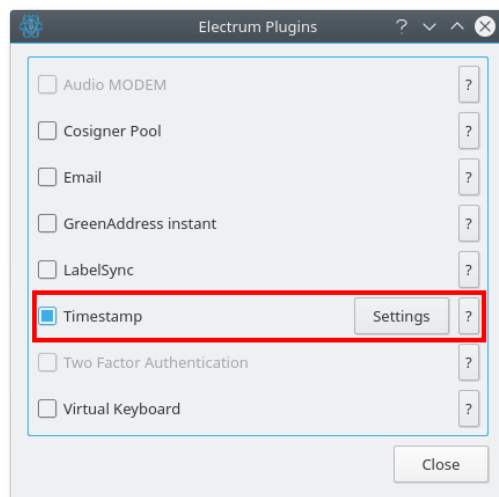 Electrum Plugins ?
Audio MODEM ?
Cosigner Pool ?
Email ?
GreenAddress instant ?
LabelSync ?
Timestamp Settings ?
Two Factor Authentication ?
Virtual Keyboard ?
Close